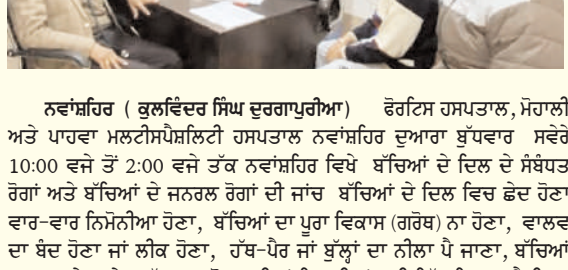 ਨਵਾਂਸ਼ਹਿਰ ( ਕੁਲਵਿੰਦਰ ਸਿੰਘ ਦੁਰਗਾਪੁਰੀਆ) ਫੋਰਟਿਸ ਹਸਪਤਾਲ, ਮੋਹਾਲੀ
ਅਤੇ ਪਾਹਵਾ ਮਲਟੀਸਪੈਸ਼ਲਿਟੀ ਹਸਪਤਾਲ ਨਵਾਂਸ਼ਹਿਰ ਦੁਆਰਾ ਬੁੱਧਵਾਰ ਸਵੇਰੇ
10:00 ਵਜੇ ਤੋਂ 2:00 ਵਜੇ ਤੱਕ ਨਵਾਂਸ਼ਹਿਰ ਵਿਖੇ ਬੱਚਿਆਂ ਦੇ ਦਿਲ ਦੇ ਸੰਬੰਧਤ
ਰੋਗਾਂ ਅਤੇ ਬੱਚਿਆਂ ਦੇ ਜਨਰਲ ਰੋਗਾਂ ਦੀ ਜਾਂਚ ਬੱਚਿਆਂ ਦੇ ਦਿਲ ਵਿਚ ਛੇਦ ਹੋਣਾ
ਵਾਰ-ਵਾਰ ਨਿਮੋਨੀਆ ਹੋਣਾ, ਬੱਚਿਆਂ ਦਾ ਪੂਰਾ ਵਿਕਾਸ (ਗਰੋਥ) ਨਾ ਹੋਣਾ, ਵਾਲਵ
ਦਾ ਬੰਦ ਹੋਣਾ ਜਾਂ ਲੀਕ ਹੋਣਾ, ਹੱਥ-ਪੈਰ ਜਾਂ ਬੁੱਲ੍ਹਾਂ ਦਾ ਨੀਲਾ ਪੈ ਜਾਣਾ, ਬੱਚਿਆਂ